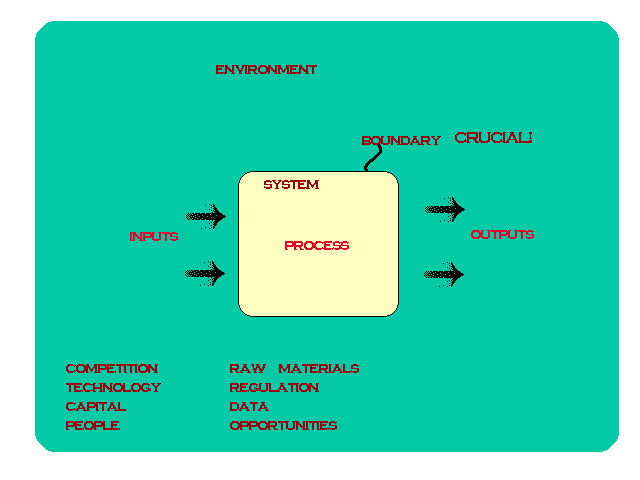 ENVIRONMENT
BOUNDARY CRUCIAL!
SYSTEM
INPUTS
PROCESS
OUTPUTS
COMPETITION RAW MATERIALS
TECHNOLOGY REGULATION
CAPITAL DATA
PEOPLE OPPORTUNITIES